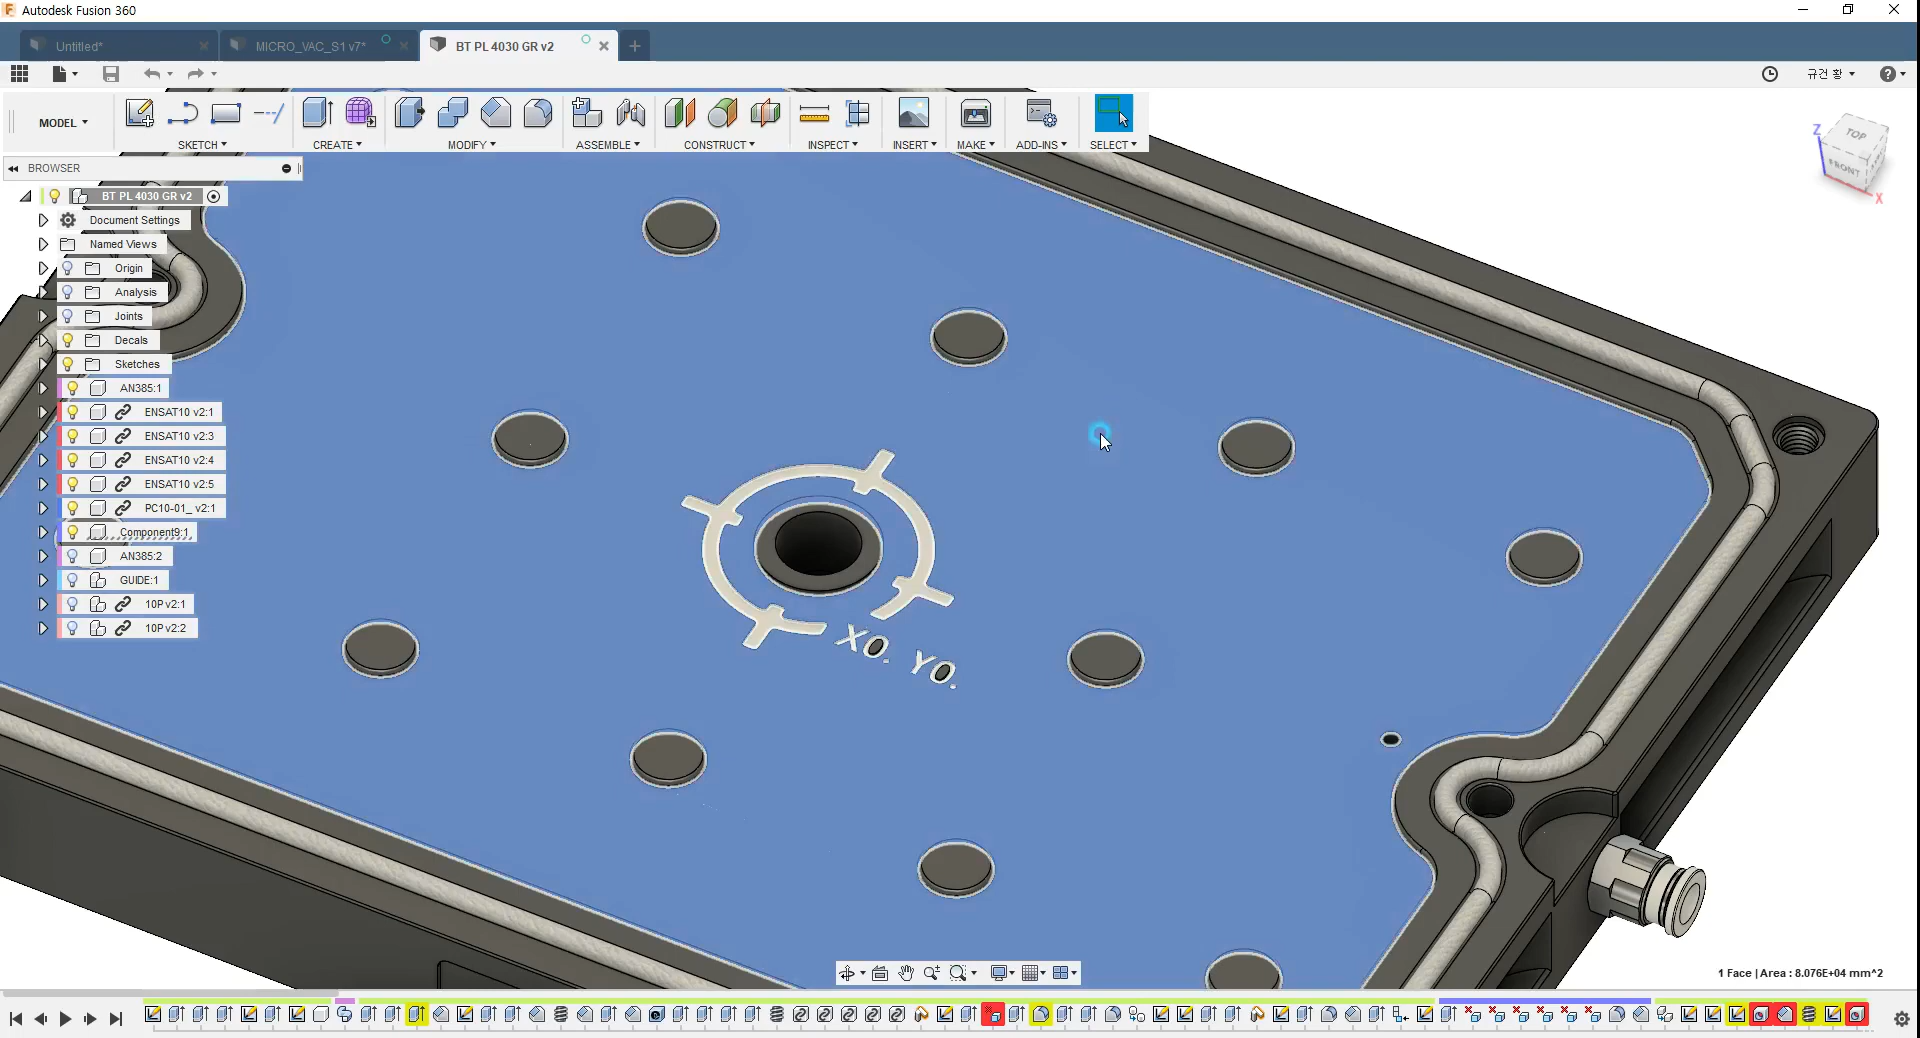 Autodesk Fusion 360
Untitled*
MICRO_VAC_S1 v7*
BT PL 4030 GR v2
규건 황
MODEL
SKETCH
CREATE
MODIFY
ASSEMBLE
CONSTRUCT
INSPECT
INSERT
MAKE
ADD-INS
SELECT
BROWSER
BT PL 4030 GR v2
Document Settings
Named Views
Origin
Analysis
Joints
Decals
Sketches
AN385:1
ENSAT10 v2:1
ENSAT10 v2:3
ENSAT10 v2:4
ENSAT10 v2:5
PC10-01_ v2:1
Component9:1
AN385:2
GUIDE:1
10P v2:1
10P v2:2
TOP
FRONT
Z
X
X0. Y0.
1 Face | Area : 8.076E+04 mm^2